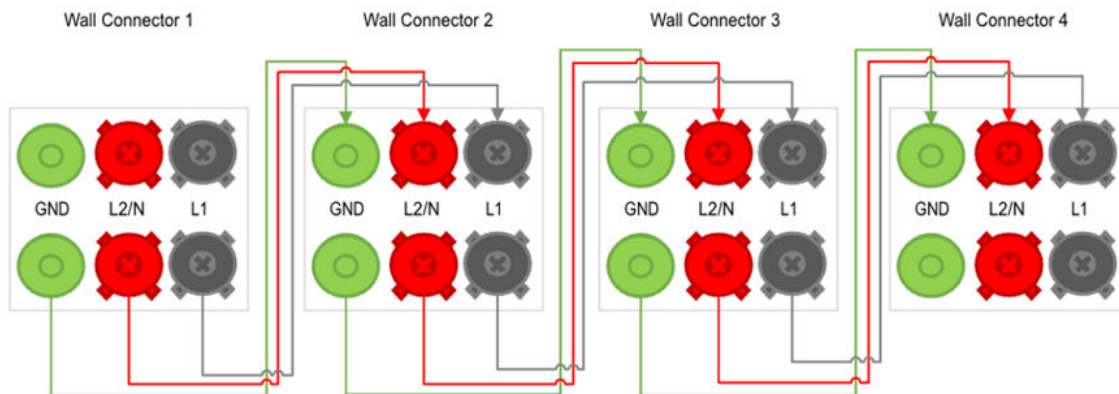 Wall Connector 1 Wall Connector 2 Wall Connector 3 Wall Connector 4
GND L2/N L1 GND L2/N L1 GND L2/N L1 GND L2/N L1